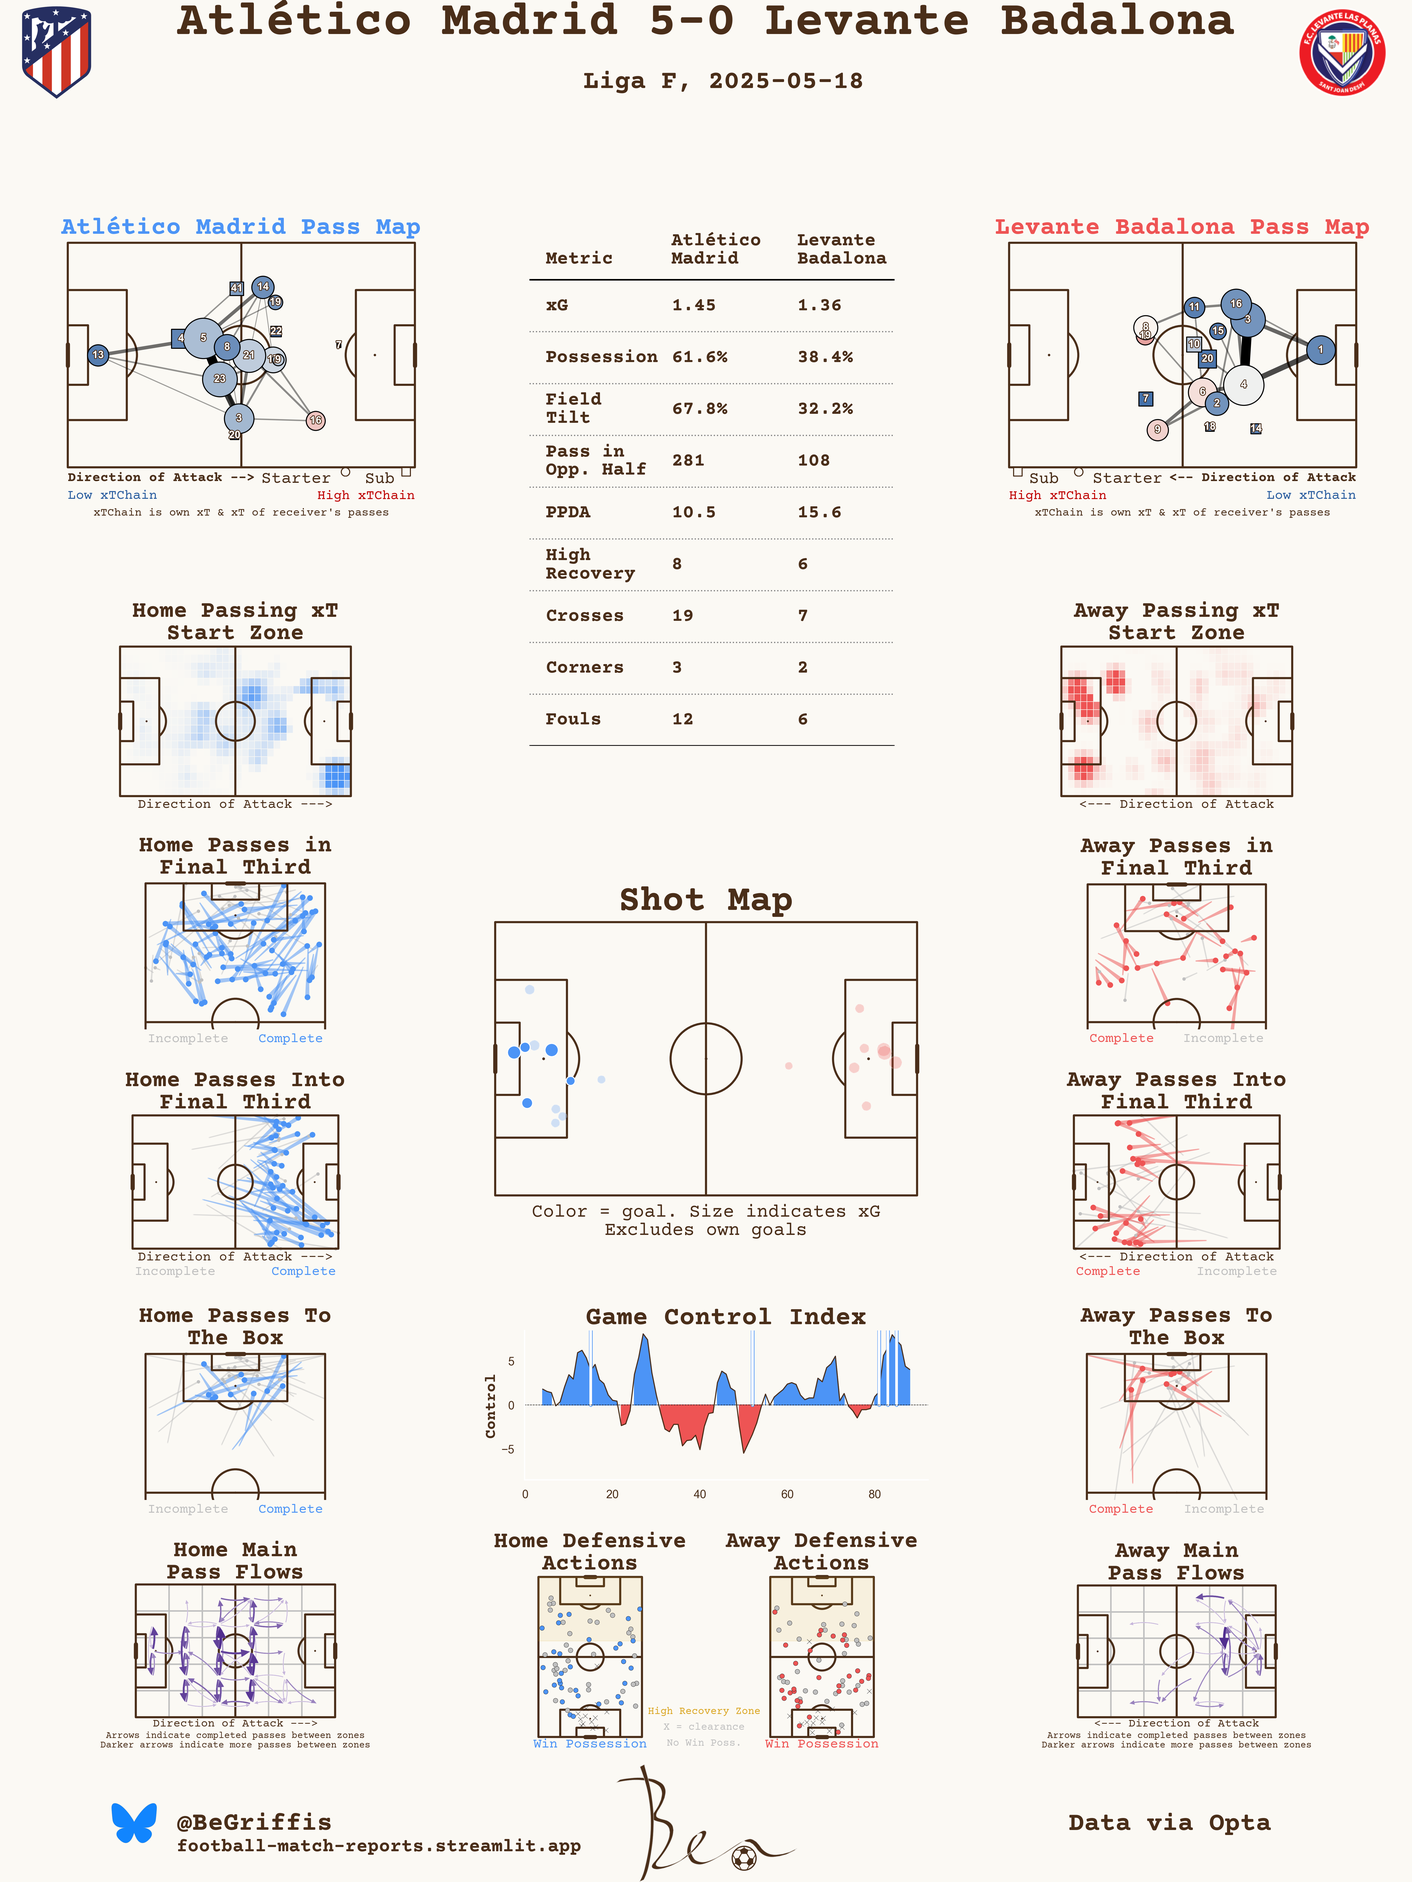 Atlético Madrid 5-0 Levante Badalona
Liga F, 2025-05-18
F.C. LEVANTE LAS PLANAS
SANT JOAN DESPI
Atlético Madrid Pass Map
41
14
19
4
5
22
8
7
13
21
23
3
16
20
Direction of Attack --> Starter Sub
Low xTChain High xTChain
xTChain is own xT & xT of receiver's passes
Metric Atlético Madrid Levante Badalona
xG 1.45 1.36
Possession 61.6% 38.4%
Field Tilt 67.8% 32.2%
Pass in Opp. Half 281 108
PPDA 10.5 15.6
High Recovery 8 6
Crosses 19 7
Corners 3 2
Fouls 12 6
Levante Badalona Pass Map
11
16
3
8
19
15
10
20
1
4
6
7
2
9
18
14
Sub Starter <-- Direction of Attack
High xTChain Low xTChain
xTChain is own xT & xT of receiver's passes
Home Passing xT
Start Zone
Direction of Attack --->
Away Passing xT
Start Zone
<--- Direction of Attack
Home Passes in
Final Third
Incomplete Complete
Away Passes in
Final Third
Complete Incomplete
Shot Map
Color = goal. Size indicates xG
Excludes own goals
Home Passes Into
Final Third
Direction of Attack --->
Incomplete Complete
Away Passes Into
Final Third
<--- Direction of Attack
Complete Incomplete
Home Passes To
The Box
Incomplete Complete
Game Control Index
Control
5
0
−5
0 20 40 60 80
Away Passes To
The Box
Complete Incomplete
Home Main
Pass Flows
Direction of Attack --->
Arrows indicate completed passes between zones
Darker arrows indicate more passes between zones
Home Defensive
Actions
Win Possession
Away Defensive
Actions
Win Possession
High Recovery Zone
X = clearance
No Win Poss.
Away Main
Pass Flows
<--- Direction of Attack
Arrows indicate completed passes between zones
Darker arrows indicate more passes between zones
@BeGriffis
football-match-reports.streamlit.app
Ben
Data via Opta